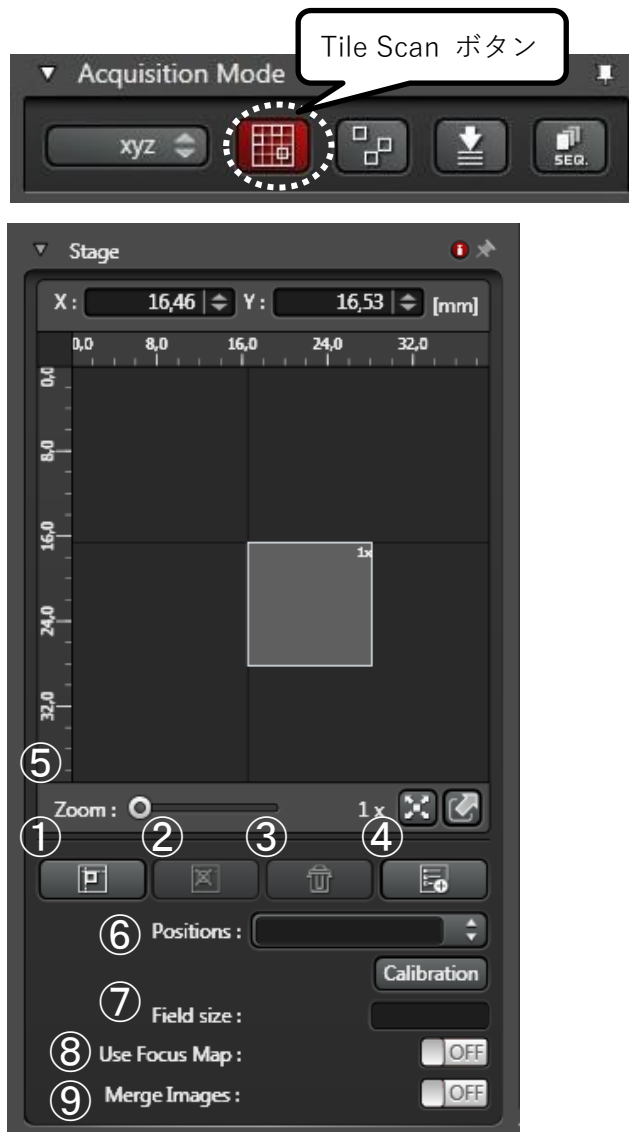 Tile Scan ボタン
Acquisition Mode
xyz
SEQ.
Stage
X : 16,46 Y : 16,53 [mm]
0,0 8,0 16,0 24,0 32,0
0,0
8,0
16,0
1x
24,0
32,0
⑤
Zoom : 1 x
① ② ③ ④
⑥ Positions :
Calibration
⑦ Field size :
⑧ Use Focus Map : OFF
⑨ Merge Images : OFF